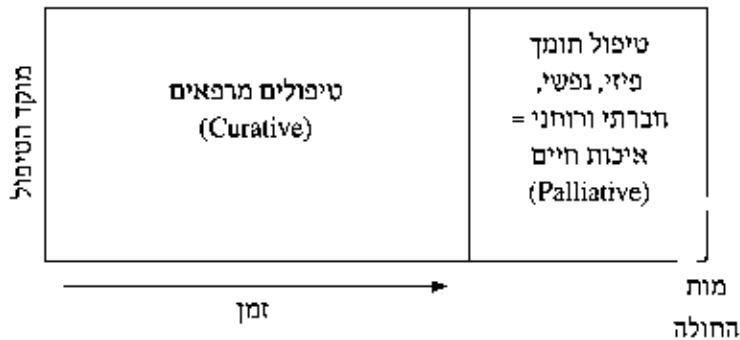 מוקד הטיפול
טיפולים מרפאים
(Curative)
טיפול תומך
פיזי, נפשי,
חברתי ורוחני =
איכות חיים
(Palliative)
זמן
מות
החולה